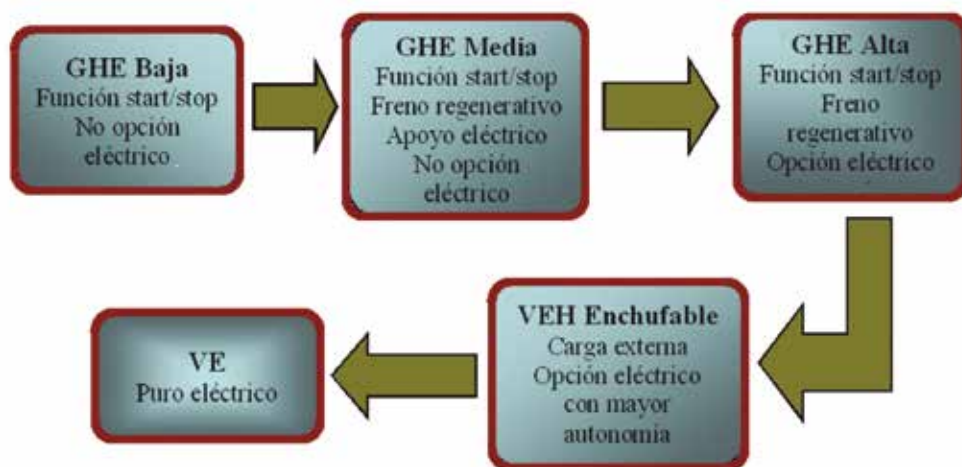 GHE Baja
Función start/stop
No opción
eléctrico
GHE Media
Función start/stop
Freno regenerativo
Apoyo eléctrico
No opción
eléctrico
GHE Alta
Función start/stop
Freno
regenerativo
Opción eléctrico
VEH Enchufable
Carga externa
Opción eléctrico
con mayor
autonomía
VE
Puro eléctrico